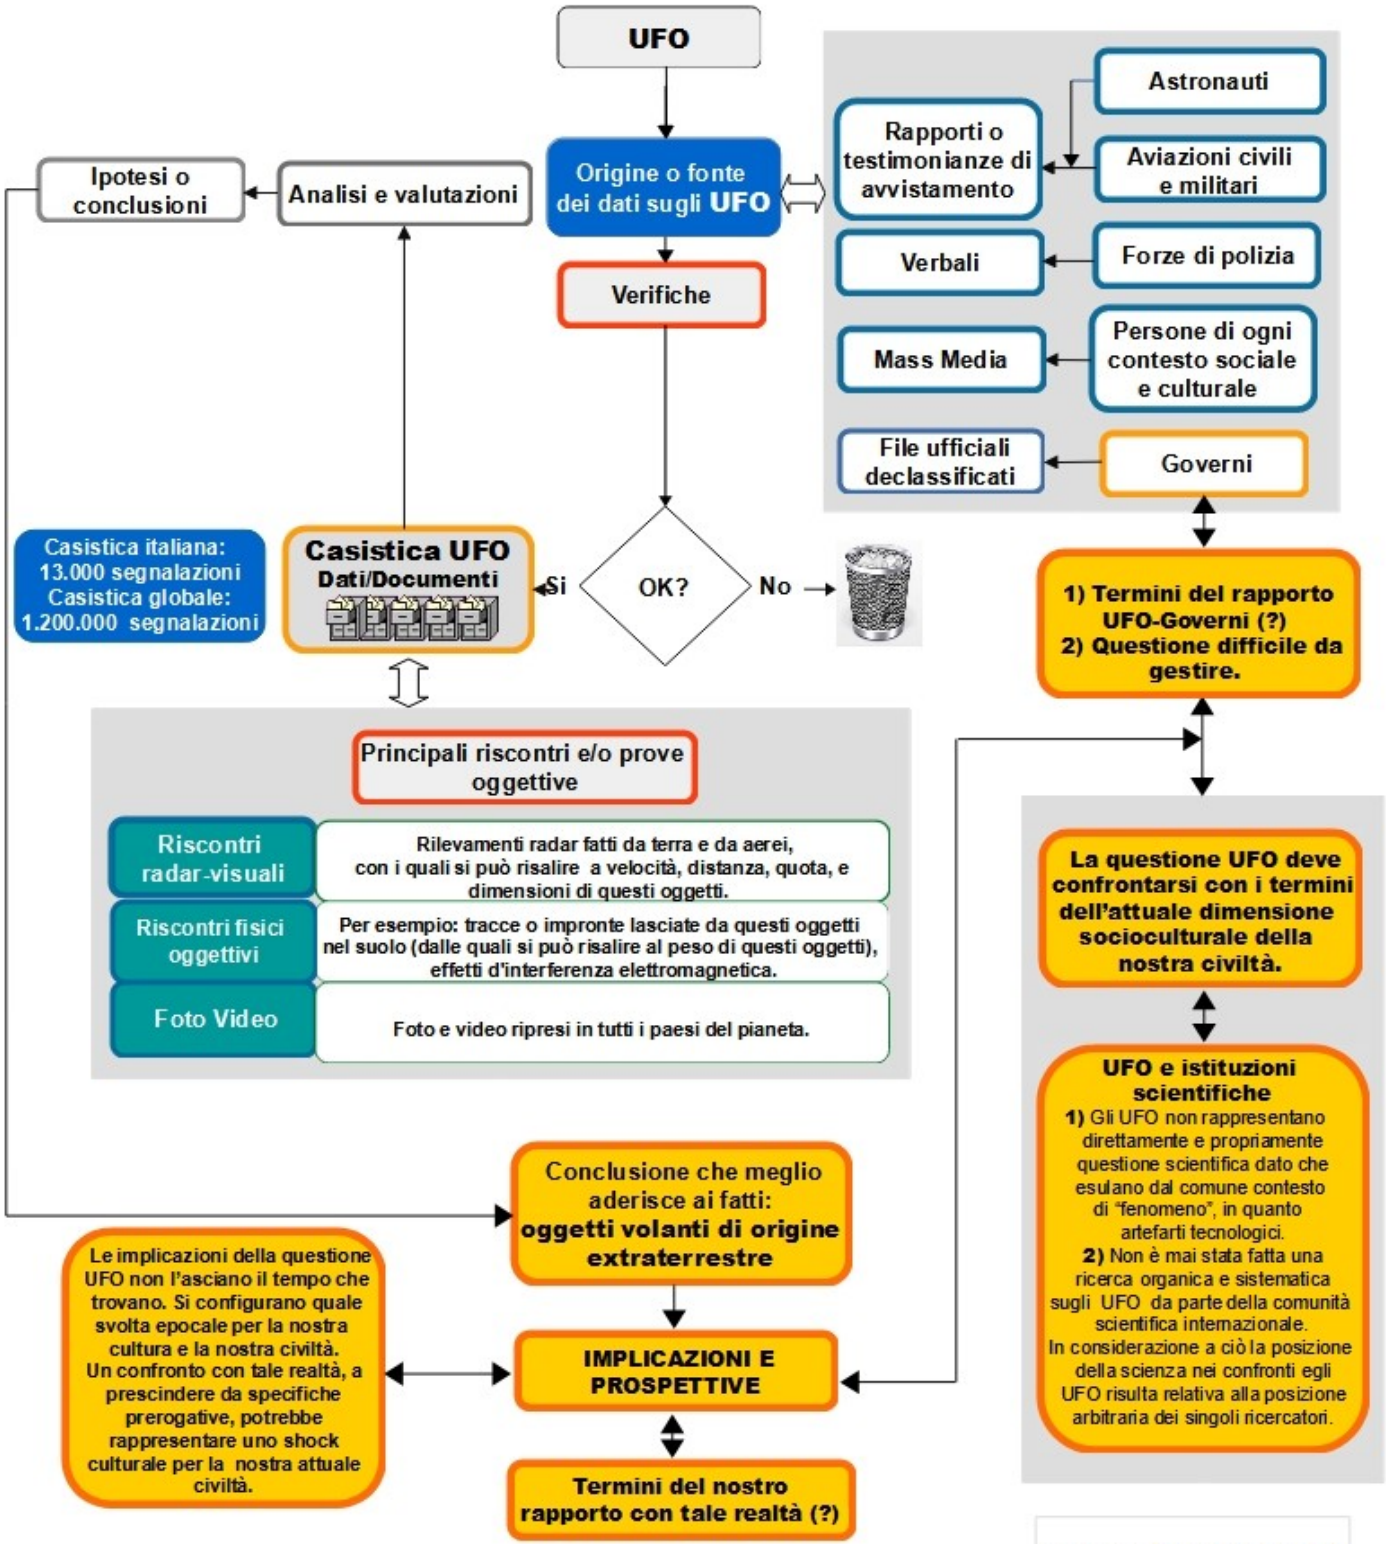 UFO
Origine o fonte
dei dati sugli UFO
Verifiche
Astronauti
Rapporti o
testimonianze di
avvistamento
Aviazioni civili
e militari
Verbali
Forze di polizia
Mass Media
Persone di ogni
contesto sociale
e culturale
File ufficiali
declassificati
Governi
Ipotesi o
conclusioni
Analisi e valutazioni
Casistica italiana:
13.000 segnalazioni
Casistica globale:
1.200.000 segnalazioni
Casistica UFO
Dati/Documenti
Si
OK?
No
1) Termini del rapporto
UFO-Governi (?)
2) Questione difficile da
gestire.
Principali riscontri e/o prove
oggettive
Riscontri
radar-visuali
Rilevamenti radar fatti da terra e da aerei,
con i quali si può risalire a velocità, distanza, quota, e
dimensioni di questi oggetti.
Riscontri fisici
oggettivi
Per esempio: tracce o impronte lasciate da questi oggetti
nel suolo (dalle quali si può risalire al peso di questi oggetti),
effetti d'interferenza elettromagnetica.
Foto Video
Foto e video ripresi in tutti i paesi del pianeta.
La questione UFO deve
confrontarsi con i termini
dell'attuale dimensione
socioculturale della
nostra civiltà.
UFO e istituzioni
scientifiche
1) Gli UFO non rappresentano
direttamente e propriamente
questione scientifica dato che
esulano dal comune contesto
di "fenomeno", in quanto
artefarti tecnologici.
2) Non è mai stata fatta una
ricerca organica e sistematica
sugli UFO da parte della comunità
scientifica internazionale.
In considerazione a ciò la posizione
della scienza nei confronti egli
UFO risulta relativa alla posizione
arbitraria dei singoli ricercatori.
Conclusione che meglio
aderisce ai fatti:
oggetti volanti di origine
extraterrestre
Le implicazioni della questione
UFO non l'asciano il tempo che
trovano. Si configurano quale
svolta epocale per la nostra
cultura e la nostra civiltà.
Un confronto con tale realtà, a
prescindere da specifiche
prerogative, potrebbe
rappresentare uno shock
culturale per la nostra attuale
civiltà.
IMPLICAZIONI E
PROSPETTIVE
Termini del nostro
rapporto con tale realtà (?)